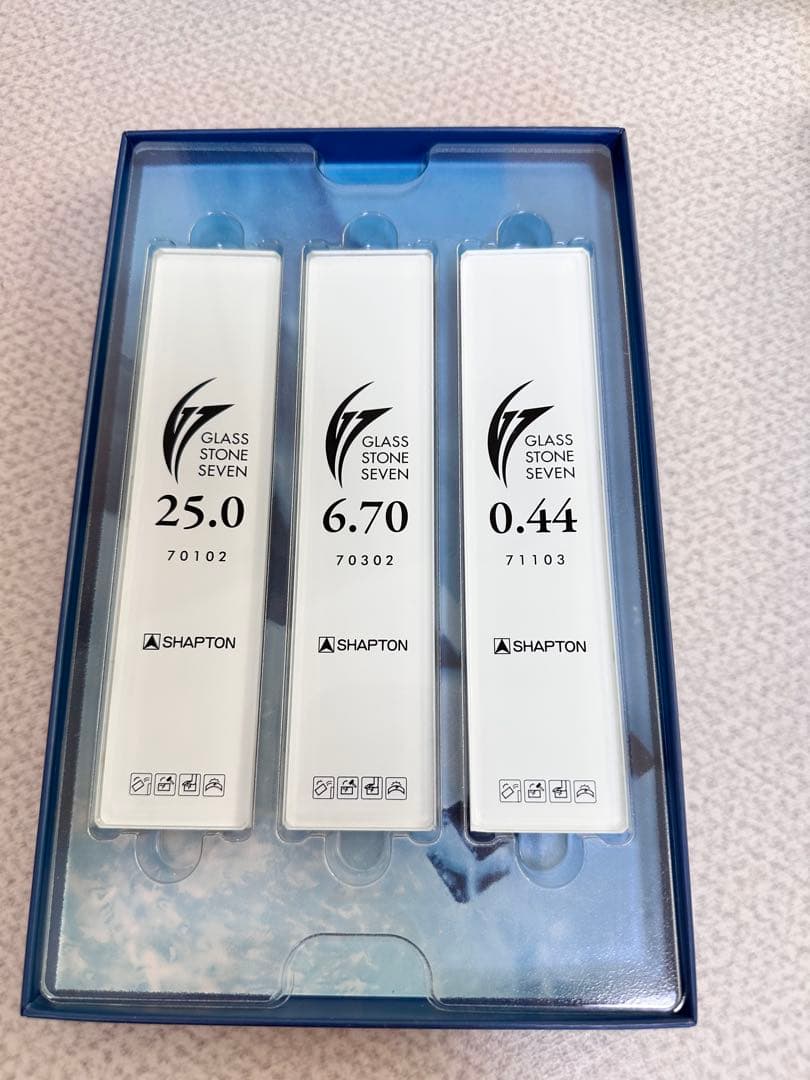 GLASS
STONE
SEVEN
25.0
70102
SHAPTON
GLASS
STONE
SEVEN
6.70
70302
SHAPTON
GLASS
STONE
SEVEN
0.44
71103
SHAPTON